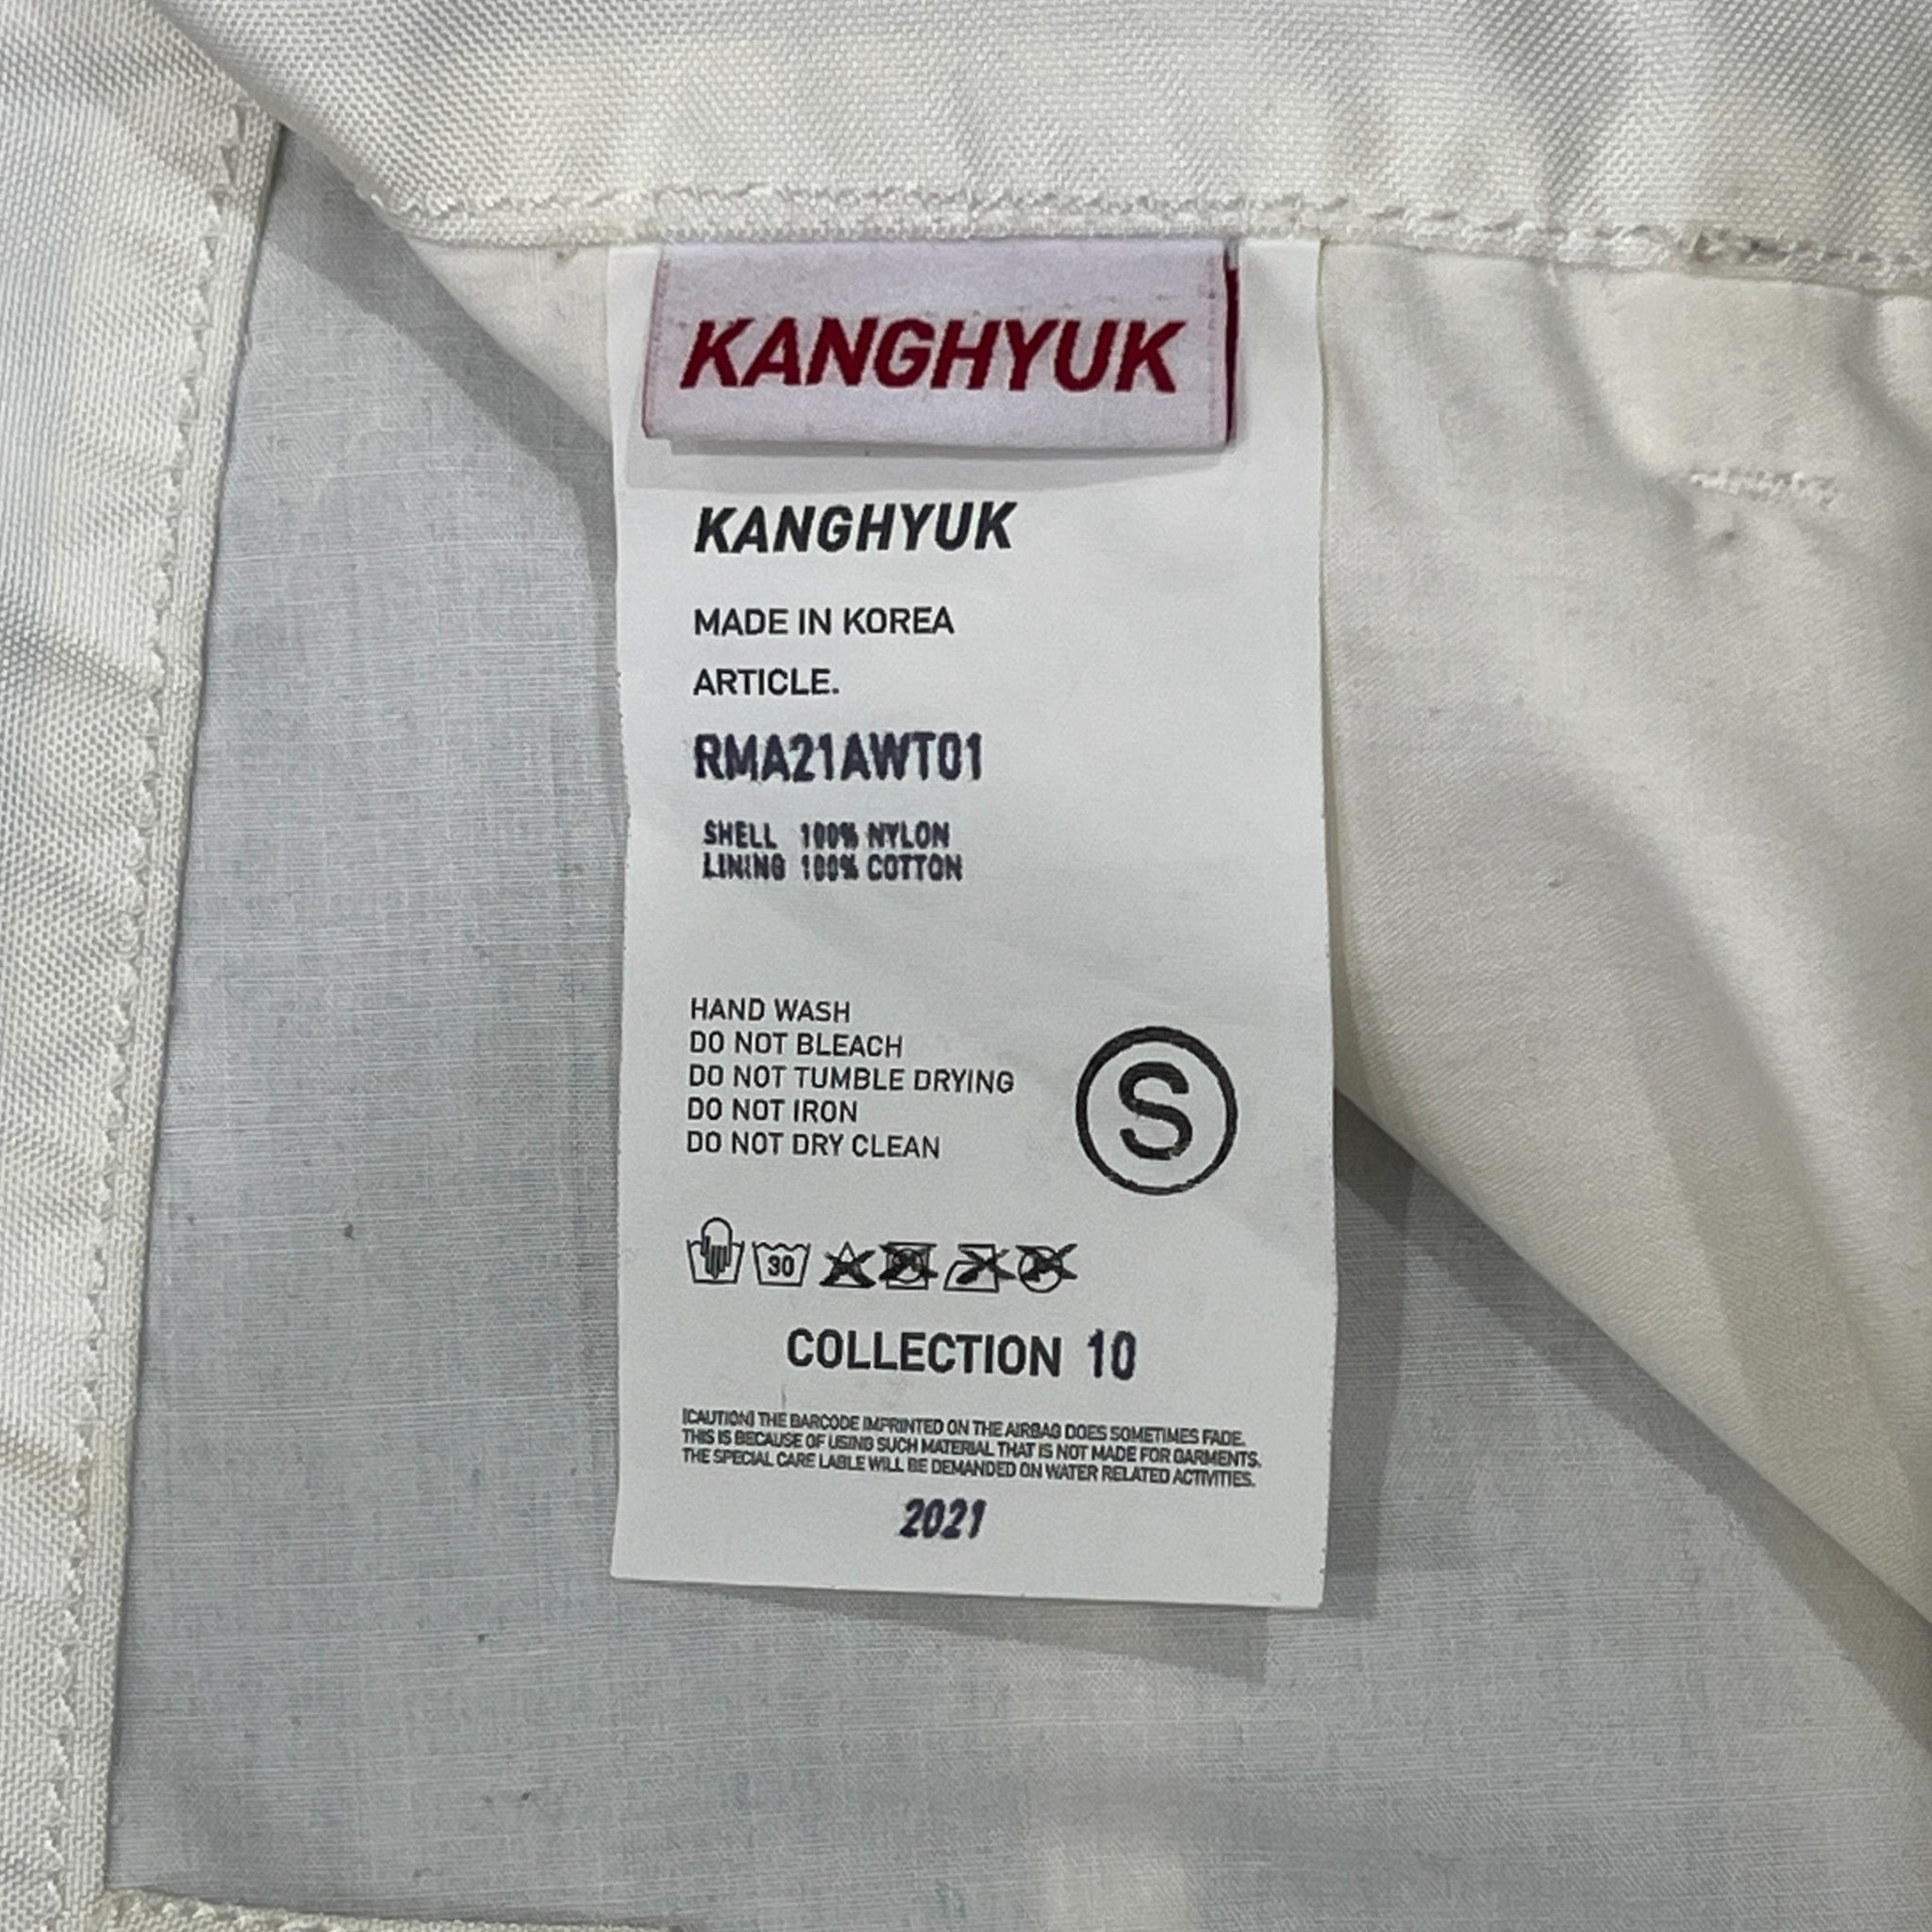 KANGHYUK
KANGHYUK
MADE IN KOREA
ARTICLE.
RMA21AWT01
SHELL 100% NYLON
LINING 100% COTTON
HAND WASH
DO NOT BLEACH
DO NOT TUMBLE DRYING
DO NOT IRON
DO NOT DRY CLEAN
S
30
COLLECTION 10
[CAUTION] THE BARCODE IMPRINTED ON THE AIRBAG DOES SOMETIMES FADE.
THIS IS BECAUSE OF USING SUCH MATERIAL THAT IS NOT MADE FOR GARMENTS.
THE SPECIAL CARE LABLE WILL BE DEMANDED ON WATER RELATED ACTIVITIES.
2021